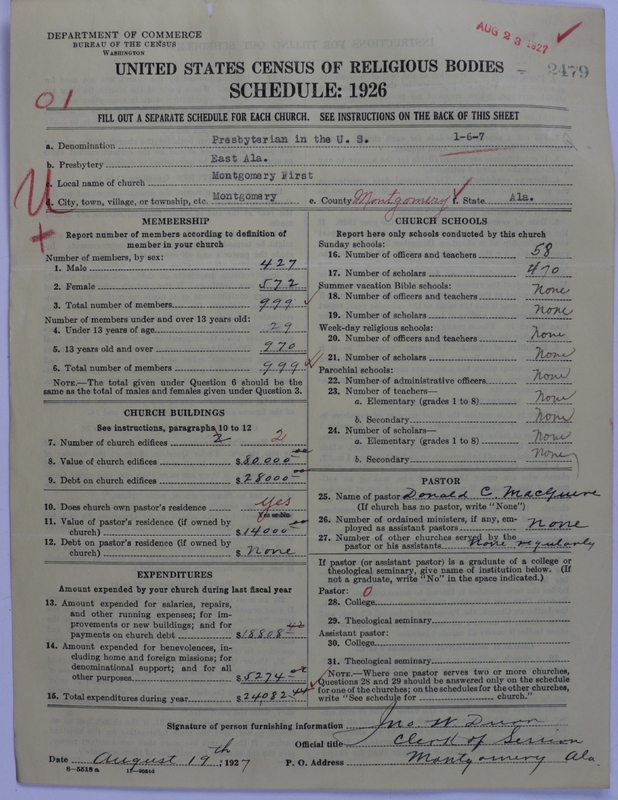 DEPARTMENT OF COMMERCE
BUREAU OF THE CENSUS
WASHINGTON
AUG 23 1927
UNITED STATES CENSUS OF RELIGIOUS BODIES
2479
SCHEDULE: 1926
01
FILL OUT A SEPARATE SCHEDULE FOR EACH CHURCH. SEE INSTRUCTIONS ON THE BACK OF THIS SHEET
a. Denomination Presbyterian in the U. S. 1-6-7
b. Presbytery East Ala.
c. Local name of church Montgomery First
d. City, town, village, or township, etc. Montgomery e. County Montgomery f. State Ala.
U
MEMBERSHIP
Report number of members according to definition of
member in your church
Number of members, by sex:
1. Male 427
2. Female 572
3. Total number of members 999
Number of members under and over 13 years old:
4. Under 13 years of age 29
5. 13 years old and over 970
6. Total number of members 999
NOTE.—The total given under Question 6 should be the
same as the total of males and females given under Question 3.
CHURCH BUILDINGS
See instructions, paragraphs 10 to 12
7. Number of church edifices 2 2
8. Value of church edifices $80000 00
9. Debt on church edifices $28000 00
10. Does church own pastor's residence Yes
Yes or No
11. Value of pastor's residence (if owned by
church) $14000 00
12. Debt on pastor's residence (if owned by
church) $ None
EXPENDITURES
Amount expended by your church during last fiscal year
13. Amount expended for salaries, repairs,
and other running expenses; for im-
provements or new buildings; and for
payments on church debt $18808 42
14. Amount expended for benevolences, in-
cluding home and foreign missions; for
denominational support; and for all
other purposes $5274 02
15. Total expenditures during year $24082 44
CHURCH SCHOOLS
Report here only schools conducted by this church
Sunday schools:
16. Number of officers and teachers 58
17. Number of scholars 470
Summer vacation Bible schools:
18. Number of officers and teachers None
19. Number of scholars None
Week-day religious schools:
20. Number of officers and teachers None
21. Number of scholars None
Parochial schools:
22. Number of administrative officers None
23. Number of teachers—
a. Elementary (grades 1 to 8) None
b. Secondary None
24. Number of scholars—
a. Elementary (grades 1 to 8) None
b. Secondary None
PASTOR
25. Name of pastor Donald C. MacGuire
(If church has no pastor, write "None")
26. Number of ordained ministers, if any, em-
ployed as assistant pastors None
27. Number of other churches served by the
pastor or his assistants None regularly
If pastor (or assistant pastor) is a graduate of a college or
theological seminary, give name of institution below. (If
not a graduate, write "No" in the space indicated.)
Pastor: 0
28. College
29. Theological seminary
Assistant pastor:
30. College
31. Theological seminary
NOTE.—Where one pastor serves two or more churches,
Questions 28 and 29 should be answered only on the schedule
for one of the churches; on the schedules for the other churches,
write "See schedule for church."
Signature of person furnishing information Jno W. Dunn
Official title Clerk of Session
Date August 19th, 1927 P. O. Address Montgomery Ala
8-5518a